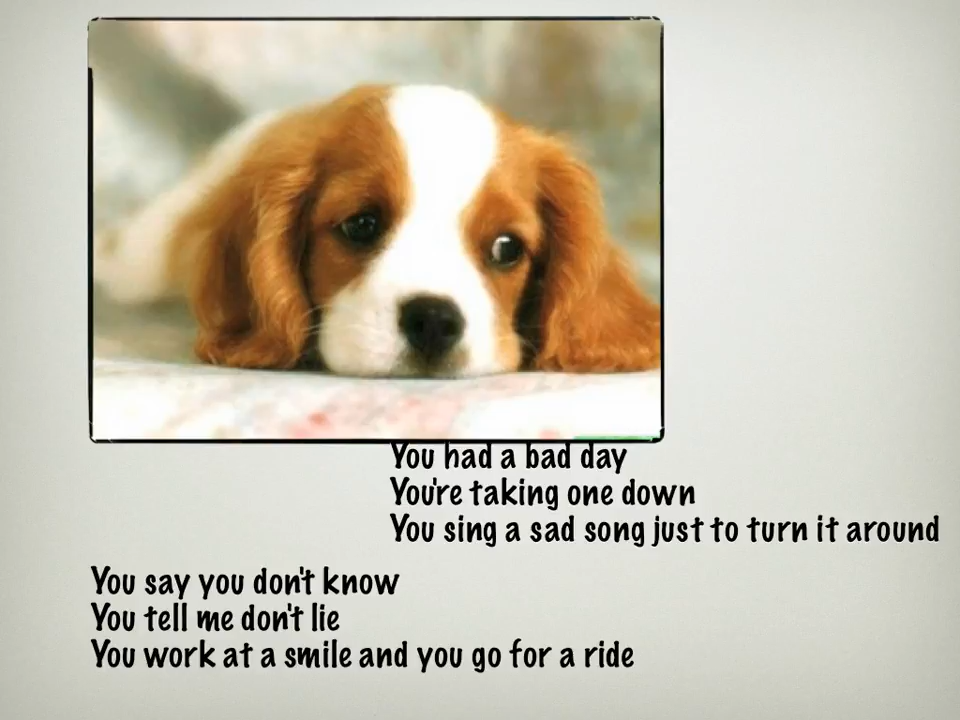 You had a bad day
You're taking one down
You sing a sad song just to turn it around
You say you don't know
You tell me don't lie
You work at a smile and you go for a ride